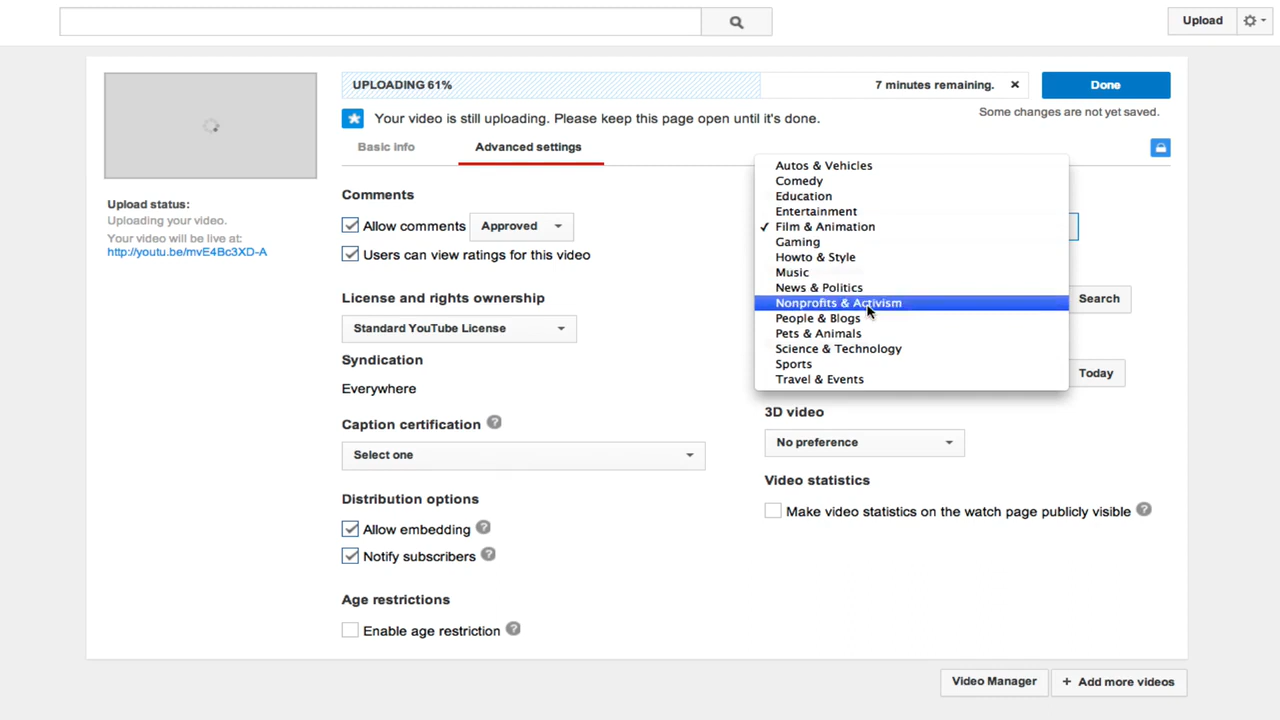 Upload
UPLOADING 61%
7 minutes remaining.
Done
Your video is still uploading. Please keep this page open until it's done.
Some changes are not yet saved.
Basic info
Advanced settings
Upload status:
Uploading your video.
Your video will be live at:
http://youtu.be/mvE4Bc3XD-A
Comments
Allow comments
Approved
Users can view ratings for this video
License and rights ownership
Standard YouTube License
Syndication
Everywhere
Caption certification
Select one
Distribution options
Allow embedding
Notify subscribers
Age restrictions
Enable age restriction
Autos & Vehicles
Comedy
Education
Entertainment
Film & Animation
Gaming
Howto & Style
Music
News & Politics
Nonprofits & Activism
People & Blogs
Pets & Animals
Science & Technology
Sports
Travel & Events
Search
Today
3D video
No preference
Video statistics
Make video statistics on the watch page publicly visible
Video Manager
+ Add more videos